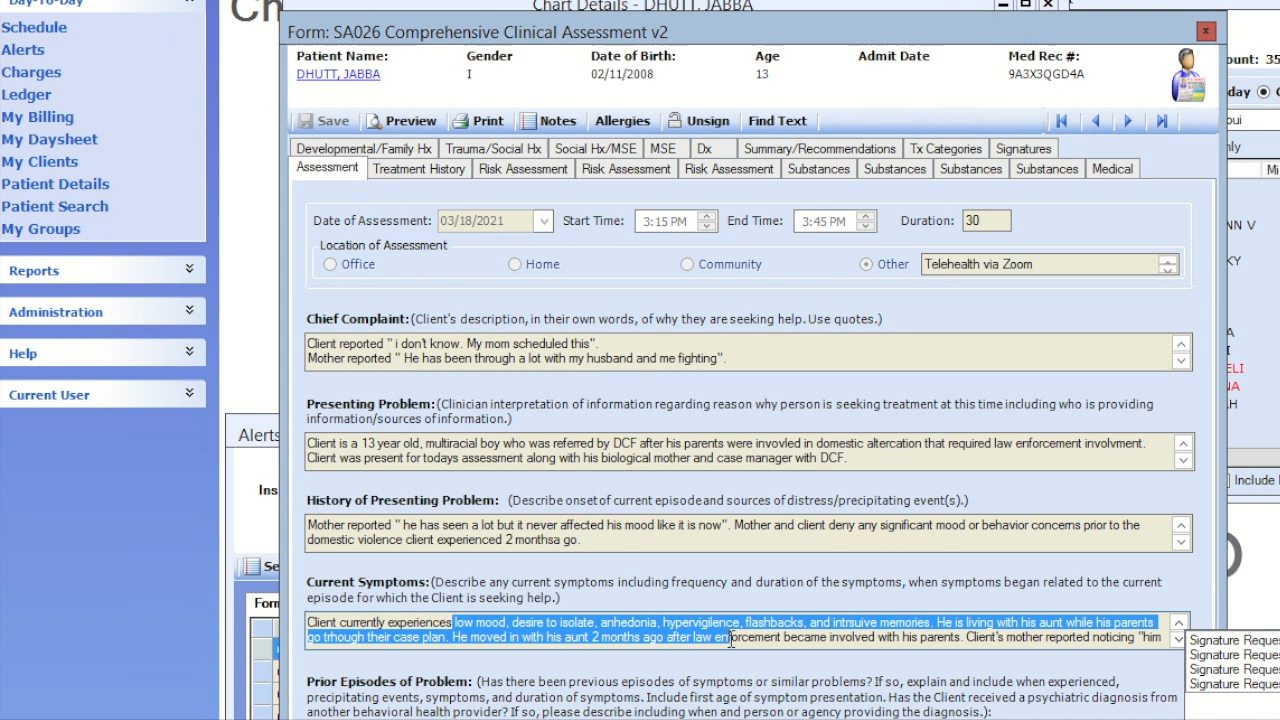 Day-To-Day
Schedule
Alerts
Charges
Ledger
My Billing
My Daysheet
My Clients
Patient Details
Patient Search
My Groups
Reports
Administration
Help
Current User
Chart Details - DHUTT, JABBA
Form: SA026 Comprehensive Clinical Assessment v2
Patient Name: Gender Date of Birth: Age Admit Date Med Rec #:
DHUTT, JABBA I 02/11/2008 13 9A3X3QGD4A
Save Preview Print Notes Allergies Unsign Find Text
Developmental/Family Hx Trauma/Social Hx Social Hx/MSE MSE Dx Summary/Recommendations Tx Categories Signatures
Assessment Treatment History Risk Assessment Risk Assessment Risk Assessment Substances Substances Substances Substances Medical
Date of Assessment: 03/18/2021 Start Time: 3:15 PM End Time: 3:45 PM Duration: 30
Location of Assessment
Office Home Community Other Telehealth via Zoom
Chief Complaint: (Client's description, in their own words, of why they are seeking help. Use quotes.)
Client reported " i don't know. My mom scheduled this".
Mother reported " He has been through a lot with my husband and me fighting".
Presenting Problem: (Clinician interpretation of information regarding reason why person is seeking treatment at this time including who is providing
information/sources of information.)
Client is a 13 year old, multiracial boy who was referred by DCF after his parents were invovled in domestic altercation that required law enforcement involvment.
Client was present for todays assessment along with his biological mother and case manager with DCF.
History of Presenting Problem: (Describe onset of current episode and sources of distress/precipitating event(s).)
Mother reported " he has seen a lot but it never affected his mood like it is now". Mother and client deny any significant mood or behavior concerns prior to the
domestic violence client experienced 2 monthsa go.
Current Symptoms: (Describe any current symptoms including frequency and duration of the symptoms, when symptoms began related to the current
episode for which the Client is seeking help.)
Client currently experiences low mood, desire to isolate, anhedonia, hypervigilence, flashbacks, and intrsuive memories. He is living with his aunt while his parents
go trhough their case plan. He moved in with his aunt 2 months ago after law enforcement became involved with his parents. Client's mother reported noticing "him
Prior Episodes of Problem: (Has there been previous episodes of symptoms or similar problems? If so, explain and include when experienced,
precipitating events, symptoms, and duration of symptoms. Include first age of symptom presentation. Has the Client received a psychiatric diagnosis from
another behavioral health provider? If so, please describe including when and person or agency providing the diagnosis.):
Alerts
Ins
Se
Form
Ch
ount: 35
day
Mi
NN V
KY
A
I
ELI
NA
AH
Include
Signature Reques
Signature Reques
Signature Reques
Signature Reques